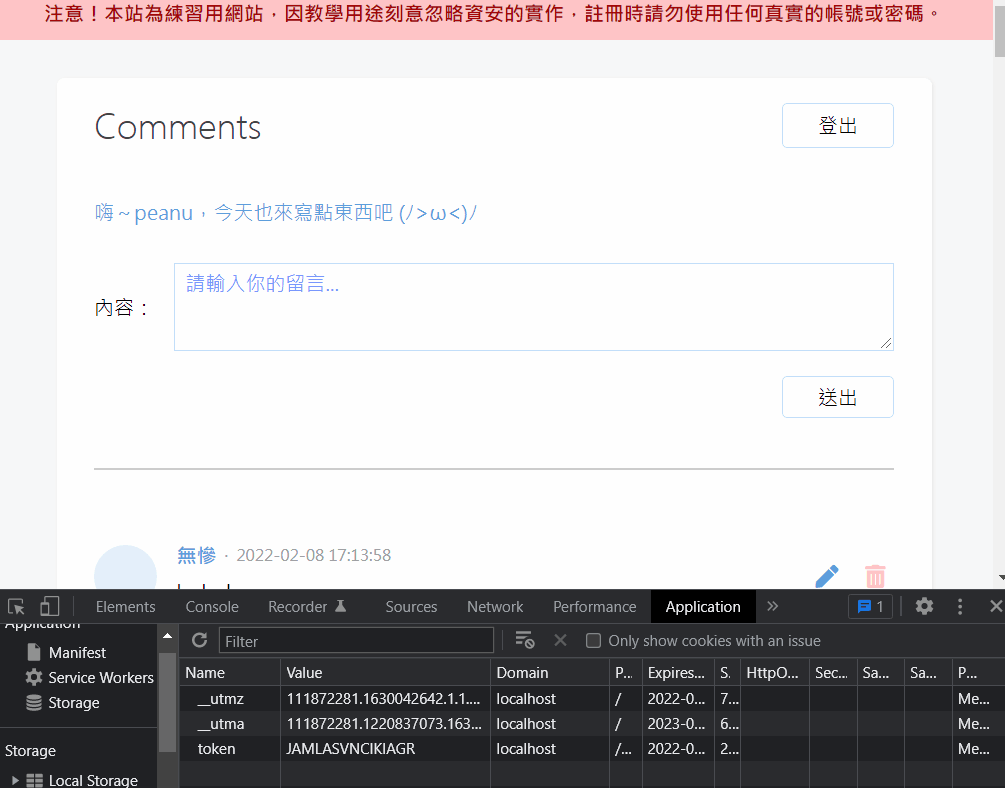 注意！本站為練習用網站，因教學用途刻意忽略資安的實作，註冊時請勿使用任何真實的帳號或密碼。
Comments
登出
嗨~peanu，今天也來寫點東西吧 (ﾉ>ω<)ﾉ
內容：
請輸入你的留言...
送出
無慘 · 2022-02-08 17:13:58
Elements Console Recorder Sources Network Performance Application » 1
Application
Manifest
Service Workers
Storage
Storage
Local Storage
Filter
Only show cookies with an issue
Name Value Domain P... Expires... S. HttpO... Sec... Sa... Sa... P...
__utmz 111872281.1630042642.1.1.... localhost / 2022-0... 7... Me...
__utma 111872281.1220837073.163... localhost / 2023-0... 6... Me...
token JAMLASVNCIKIAGR localhost /... 2022-0... 2... Me...